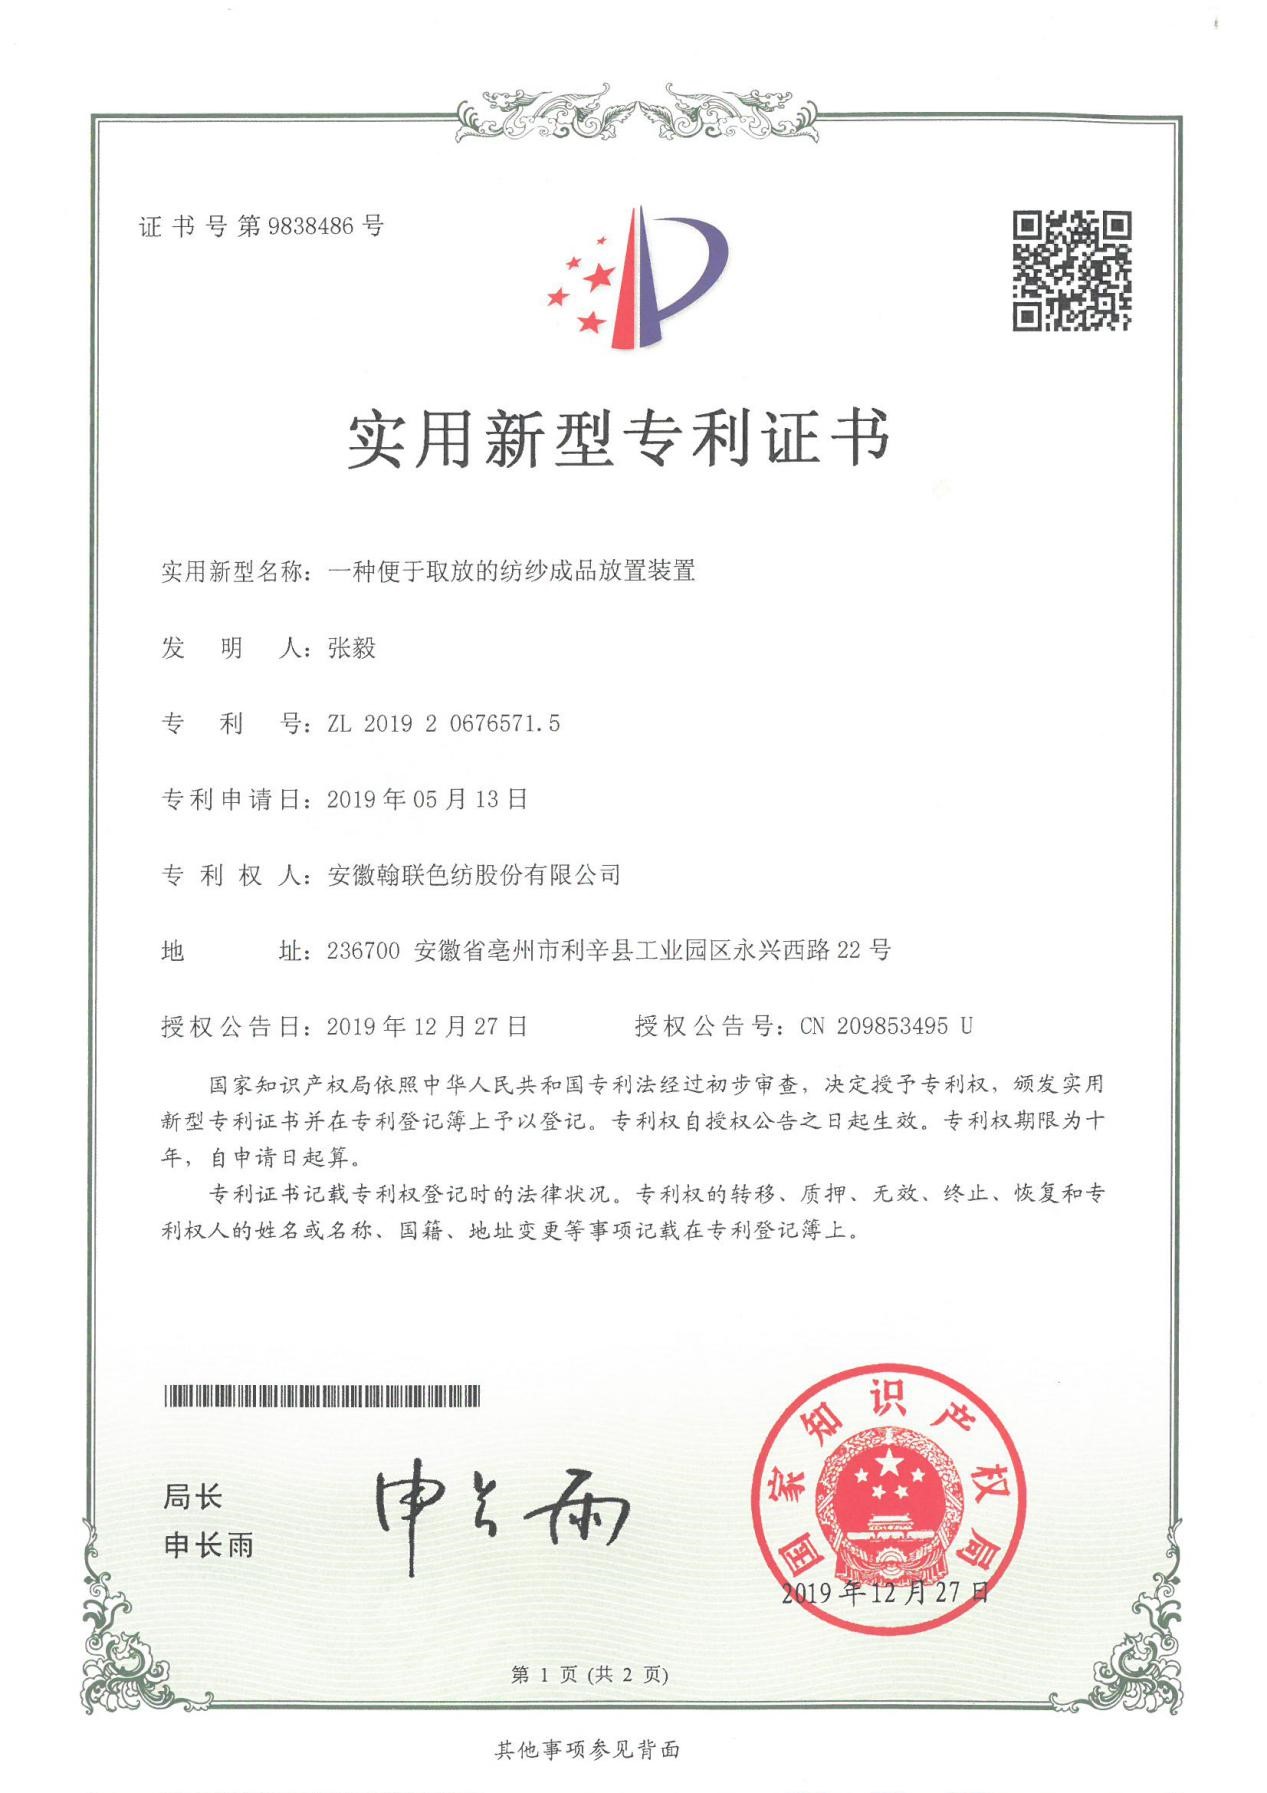 证书号第9838486号
实用新型专利证书
实用新型名称：一种便于取放的纺纱成品放置装置
发明人：张毅
专利号：ZL 2019 2 0676571.5
专利申请日：2019年05月13日
专利权人：安徽翰联色纺股份有限公司
地址：236700 安徽省亳州市利辛县工业园区永兴西路22号
授权公告日：2019年12月27日 授权公告号：CN 209853495 U
国家知识产权局依照中华人民共和国专利法经过初步审查，决定授予专利权，颁发实用
新型专利证书并在专利登记簿上予以登记。专利权自授权公告之日起生效。专利权期限为十
年，自申请日起算。
专利证书记载专利权登记时的法律状况。专利权的转移、质押、无效、终止、恢复和专
利权人的姓名或名称、国籍、地址变更等事项记载在专利登记簿上。
局长
申长雨
申长雨
国家知识产权局
2019年12月27日
第 1 页 (共 2 页)
其他事项参见背面